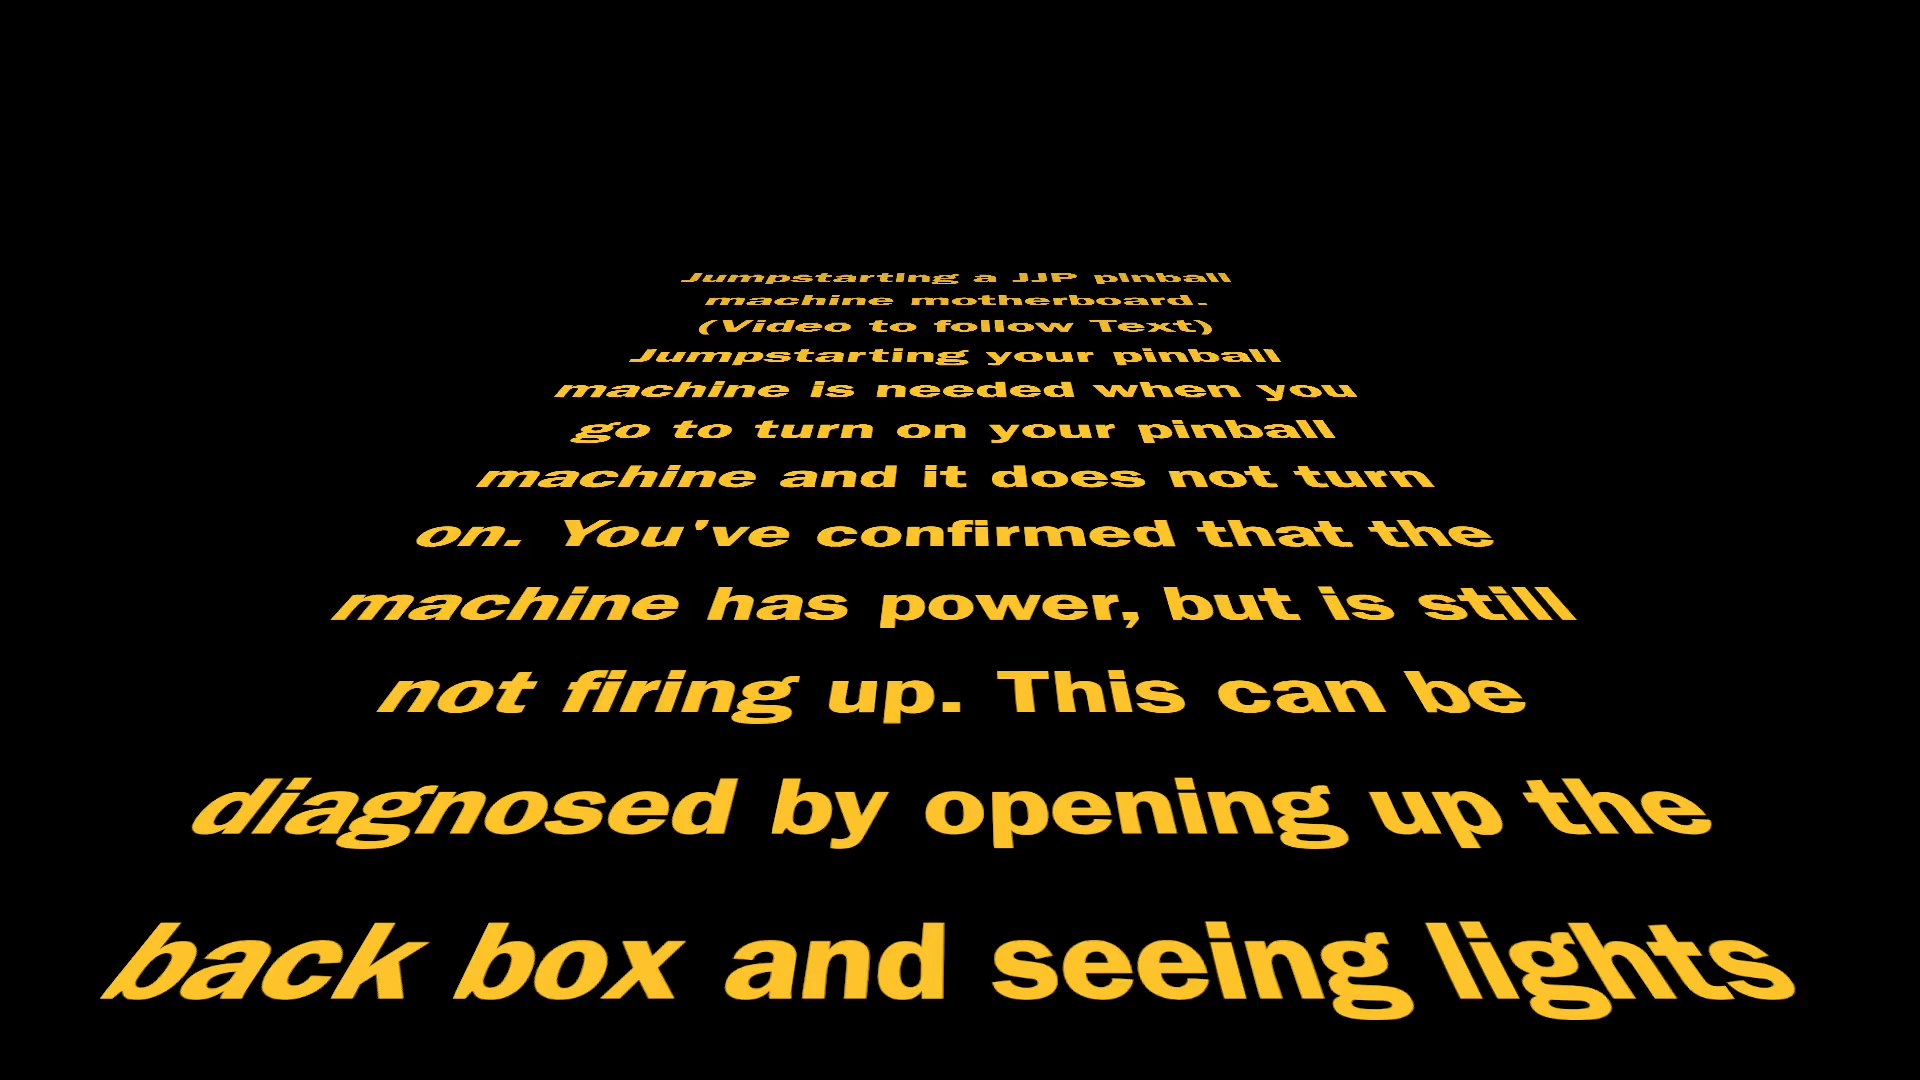 Jumpstarting a JJP pinball
machine motherboard.
(Video to follow Text)
Jumpstarting your pinball
machine is needed when you
go to turn on your pinball
machine and it does not turn
on. You've confirmed that the
machine has power, but is still
not firing up. This can be
diagnosed by opening up the
back box and seeing lights